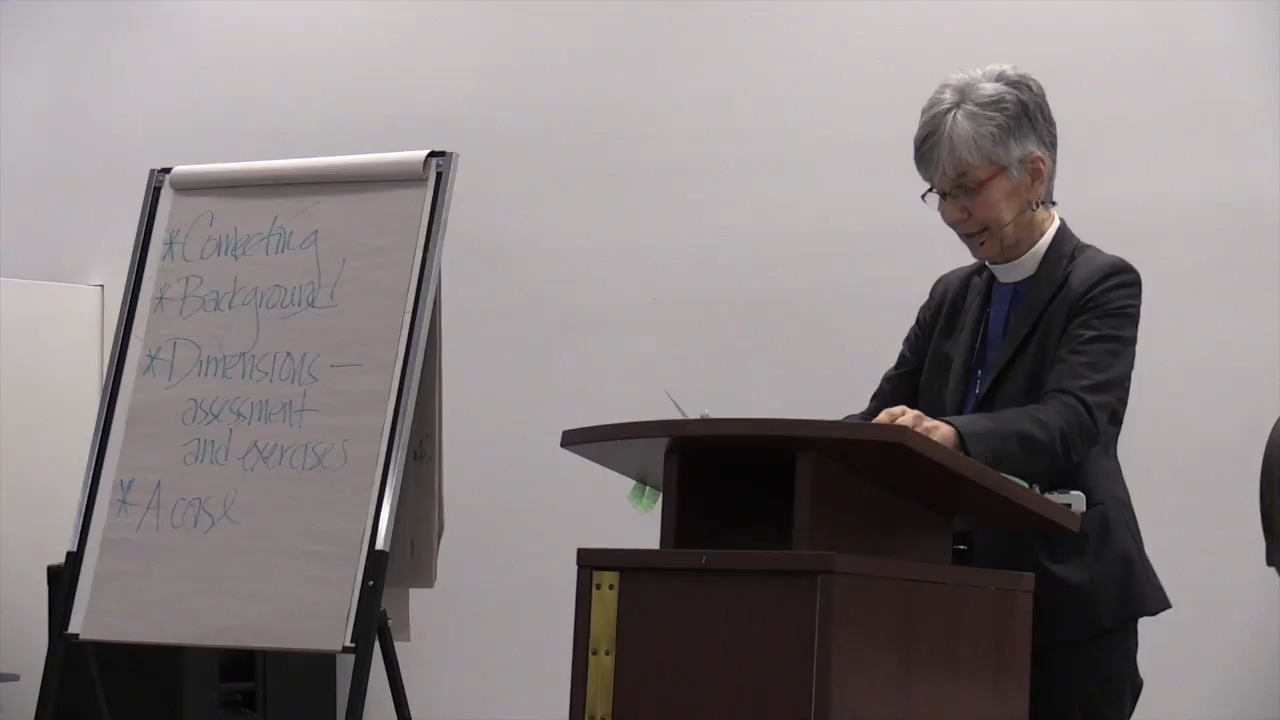 * Connecting
* Background
* Dimensions —
assessment
and exercises
* A case